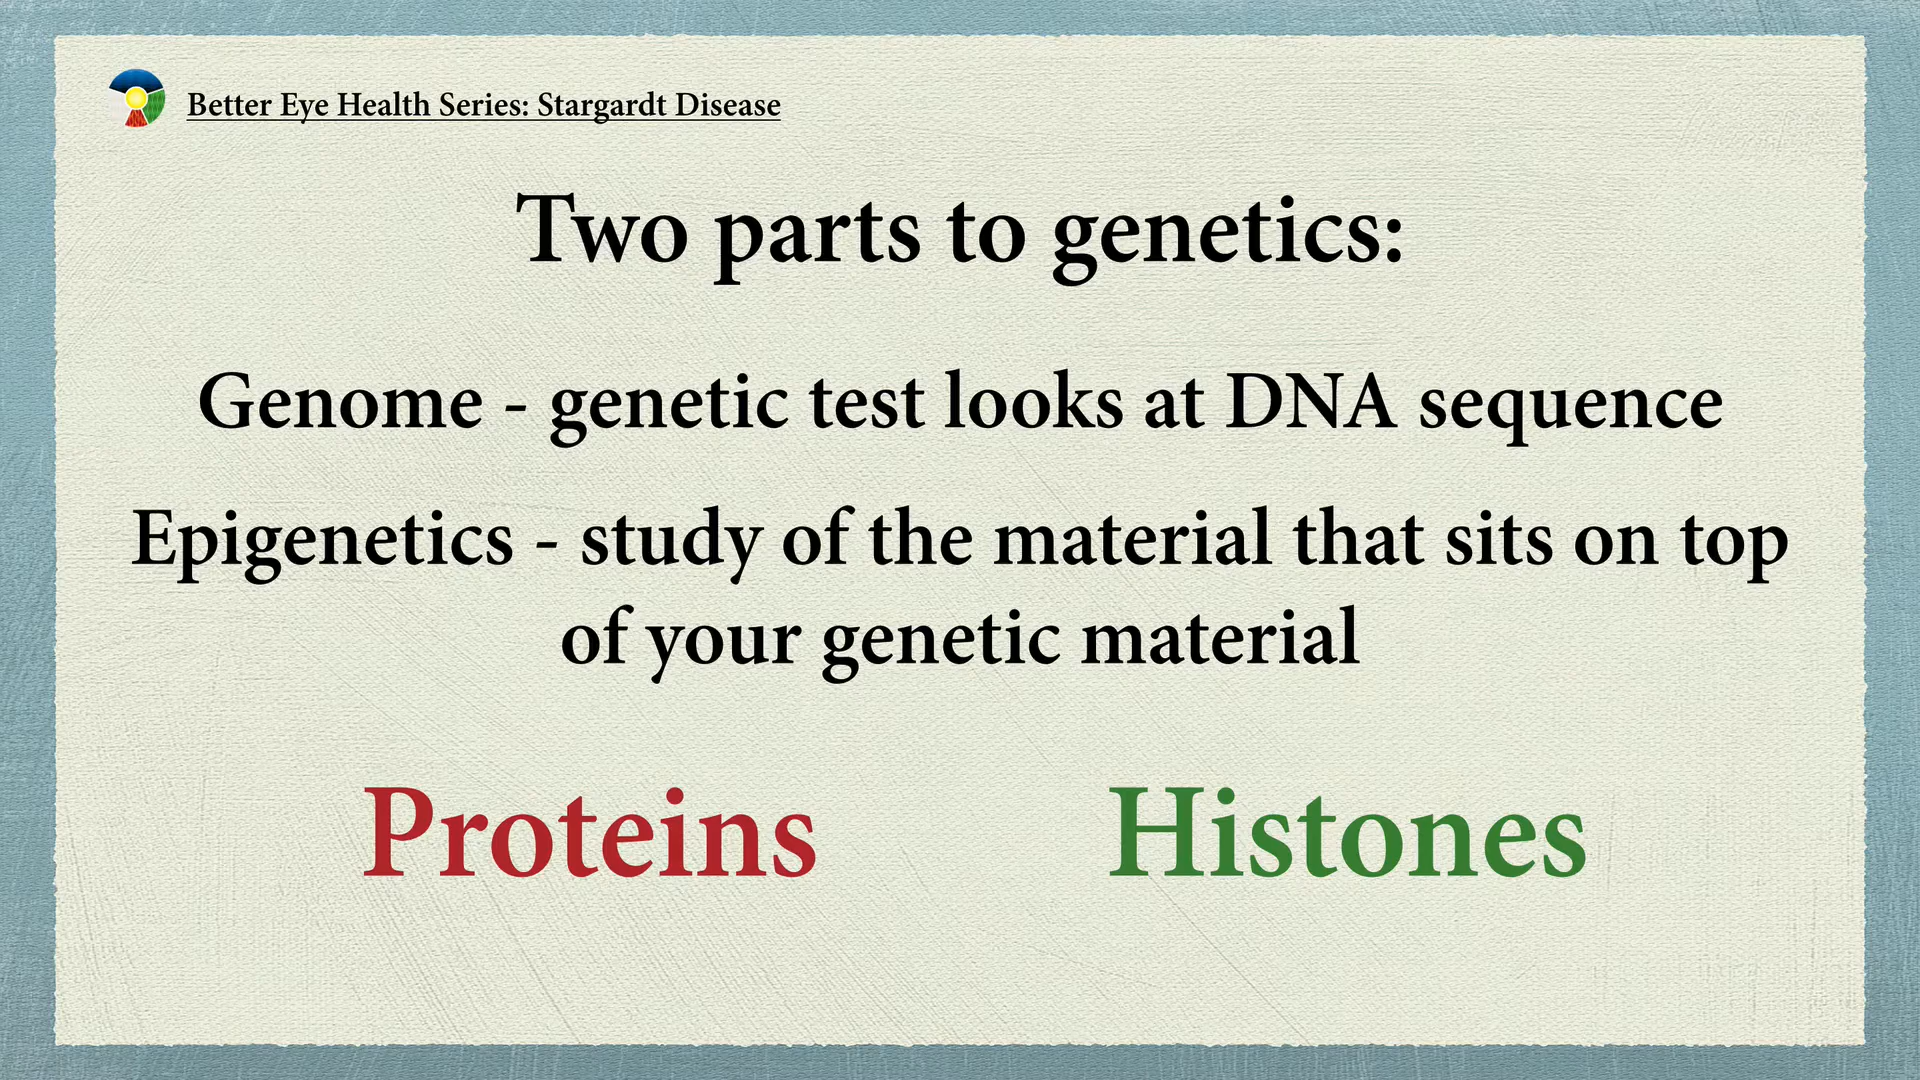 Better Eye Health Series: Stargardt Disease
Two parts to genetics:
Genome - genetic test looks at DNA sequence
Epigenetics - study of the material that sits on top
of your genetic material
Proteins Histones